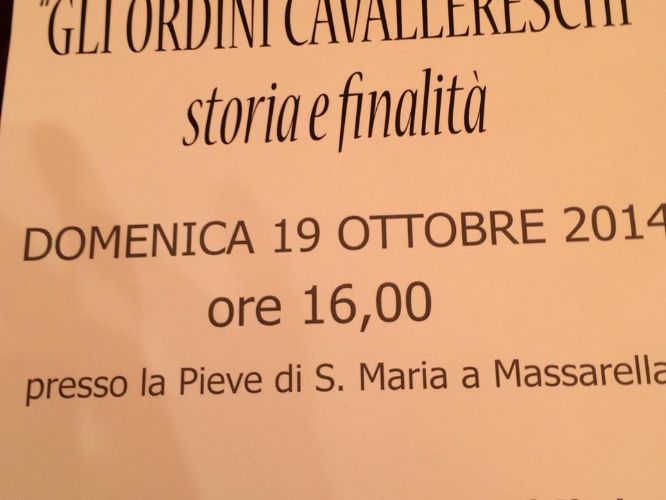 "GLI ORDINI CAVALLERESCHI
storia e finalità
DOMENICA 19 OTTOBRE 2014
ore 16,00
presso la Pieve di S. Maria a Massarella